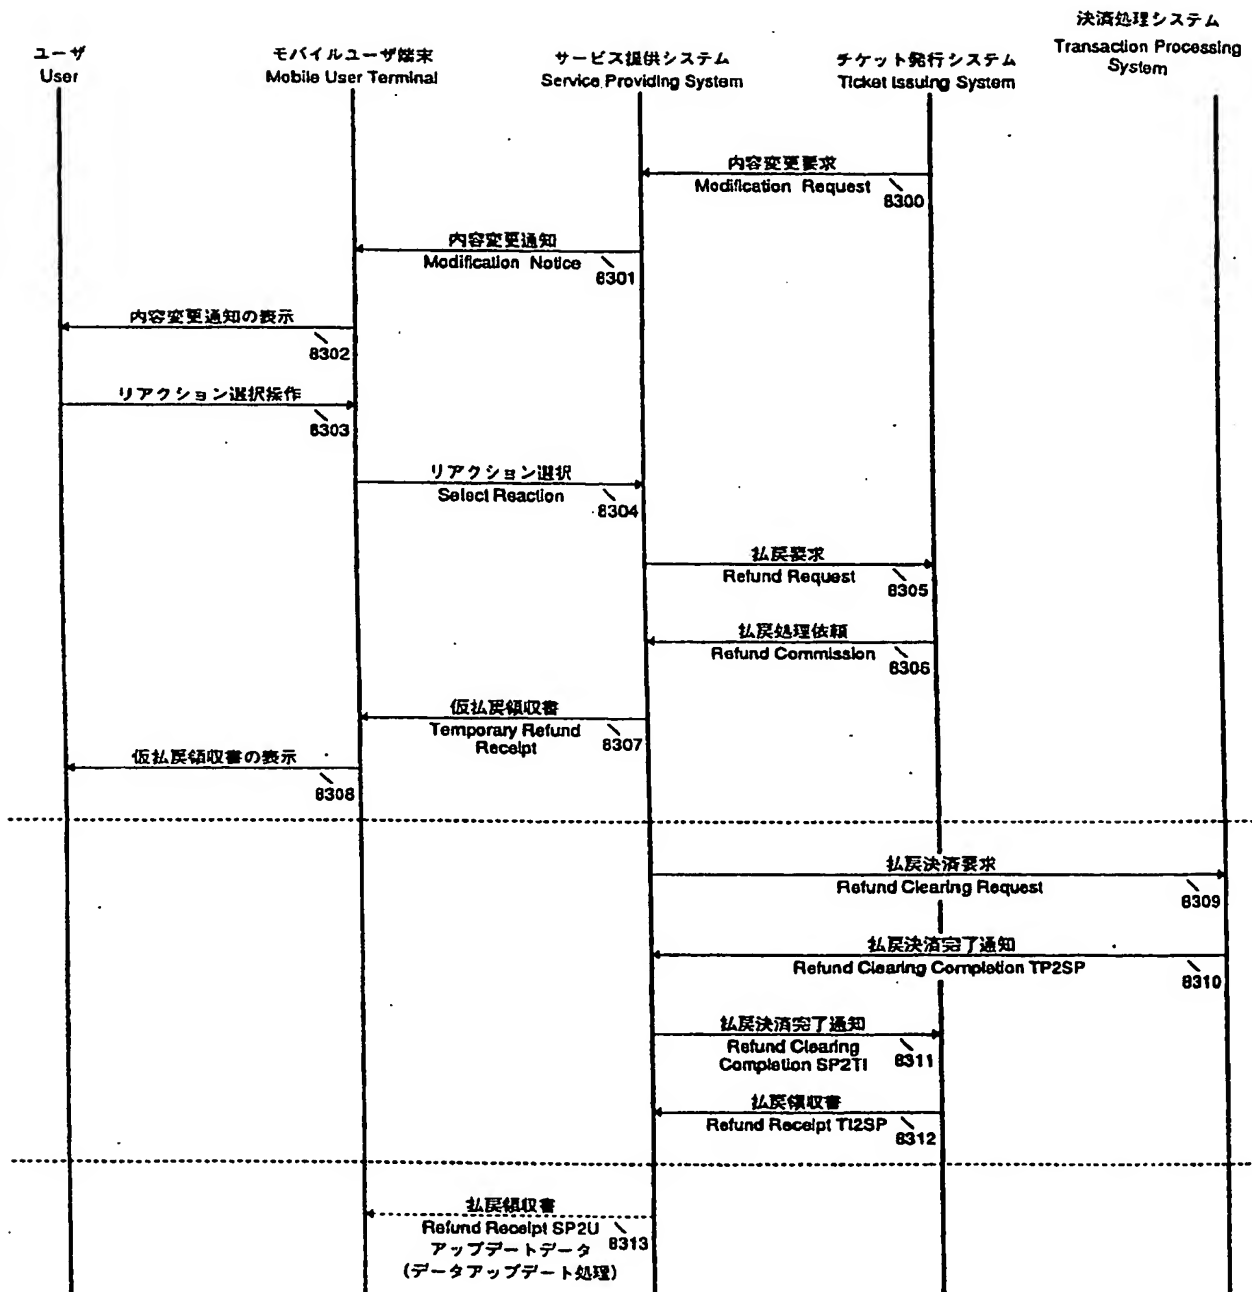 ユーザ
User
モバイルユーザ端末
Mobile User Terminal
サービス提供システム
Service Providing System
チケット発行システム
Ticket Issuing System
決済処理システム
Transaction Processing
System
内容変更要求
Modification Request
8300
内容変更通知
Modification Notice
8301
内容変更通知の表示
8302
リアクション選択操作
8303
リアクション選択
Select Reaction
8304
払戻要求
Refund Request
8305
払戻処理依頼
Refund Commission
8306
仮払戻領収書
Temporary Refund
Receipt
8307
仮払戻領収書の表示
8308
払戻決済要求
Refund Clearing Request
8309
払戻決済完了通知
Refund Clearing Completion TP2SP
8310
払戻決済完了通知
Refund Clearing
Completion SP2TI
8311
払戻領収書
Refund Receipt TI2SP
8312
払戻領収書
Refund Receipt SP2U
8313
アップデートデータ
(データアップデート処理)